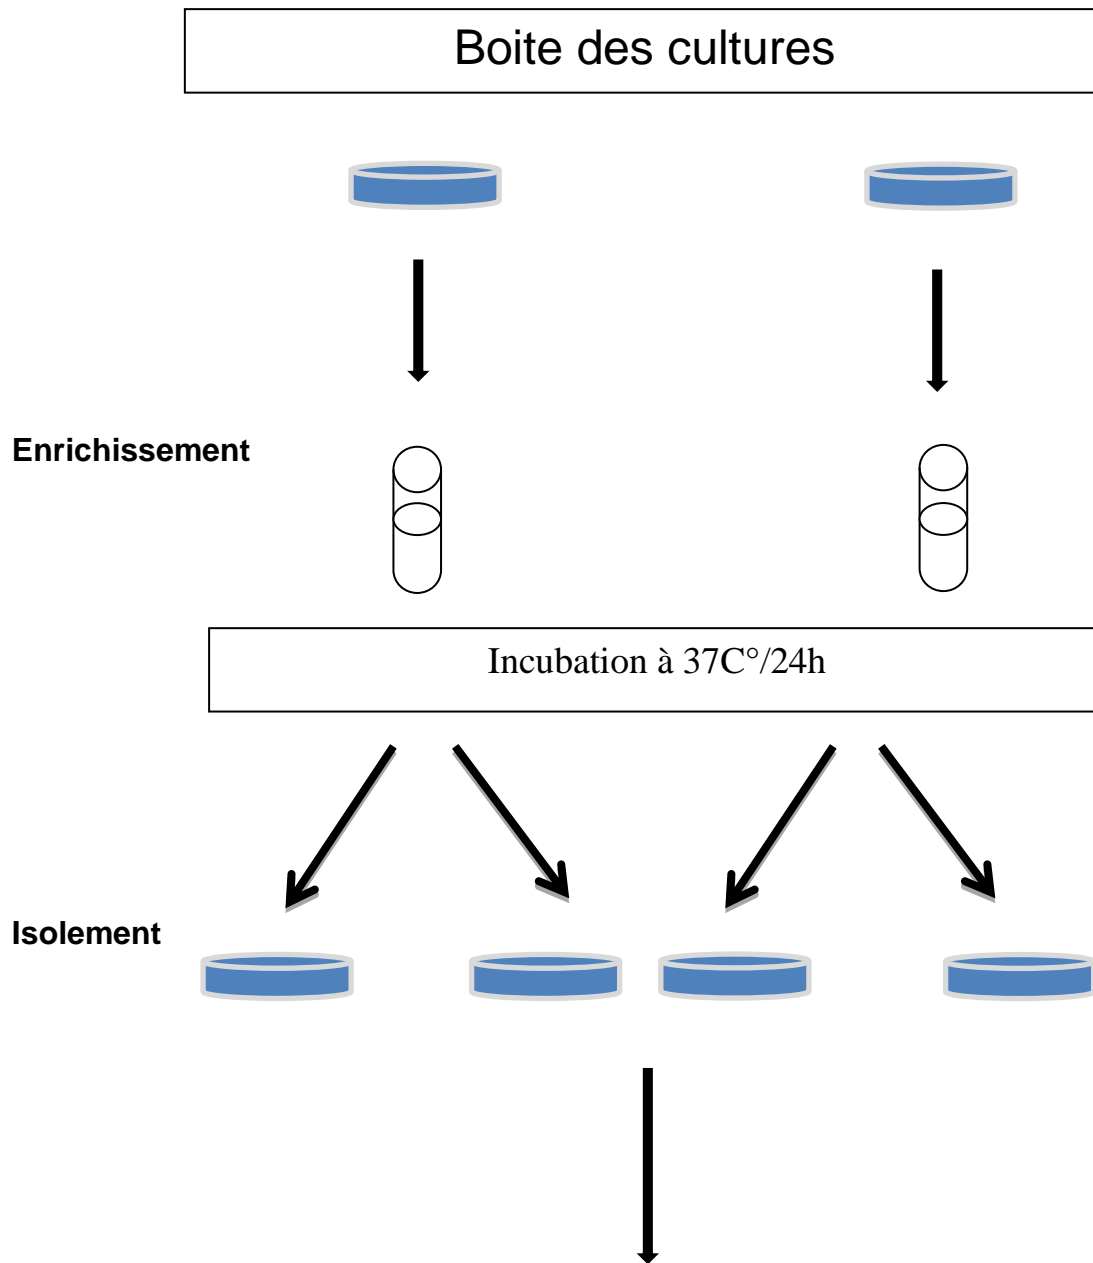 Boite des cultures
Enrichissement
Incubation à 37C°/24h
Isolement